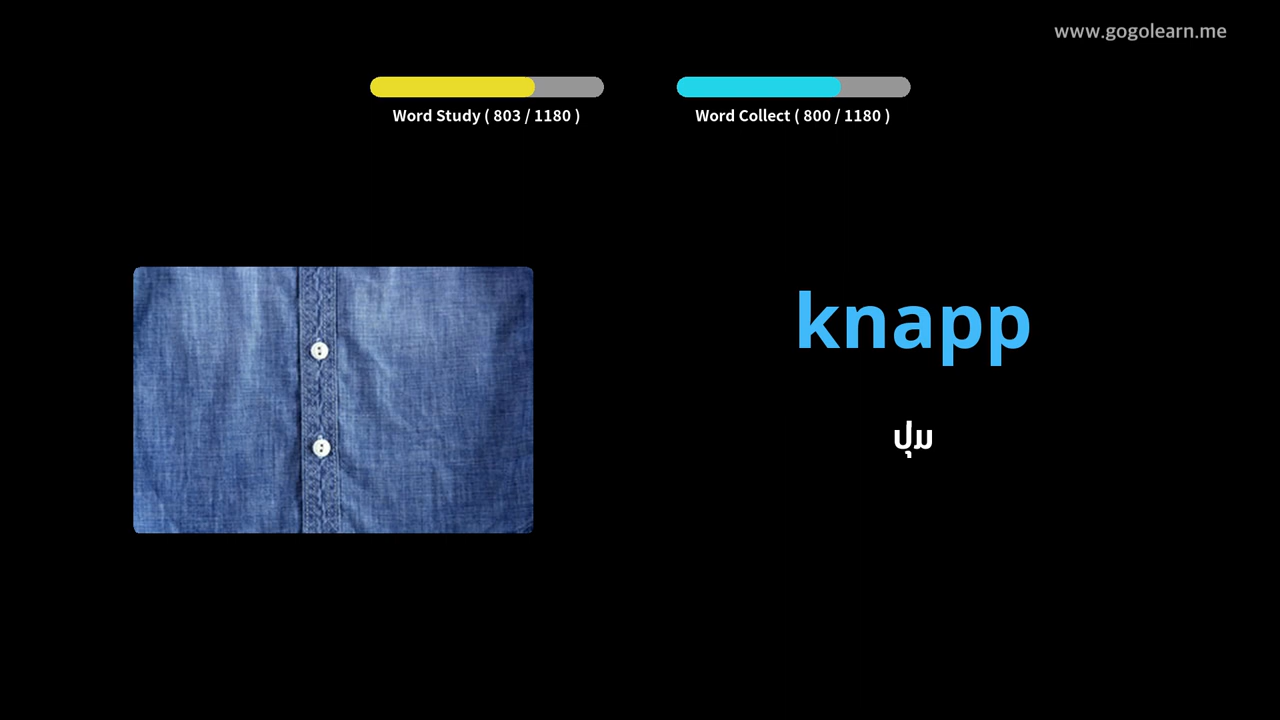 www.gogolearn.me
Word Study ( 803 / 1180 )
Word Collect ( 800 / 1180 )
knapp
ปุ่ม